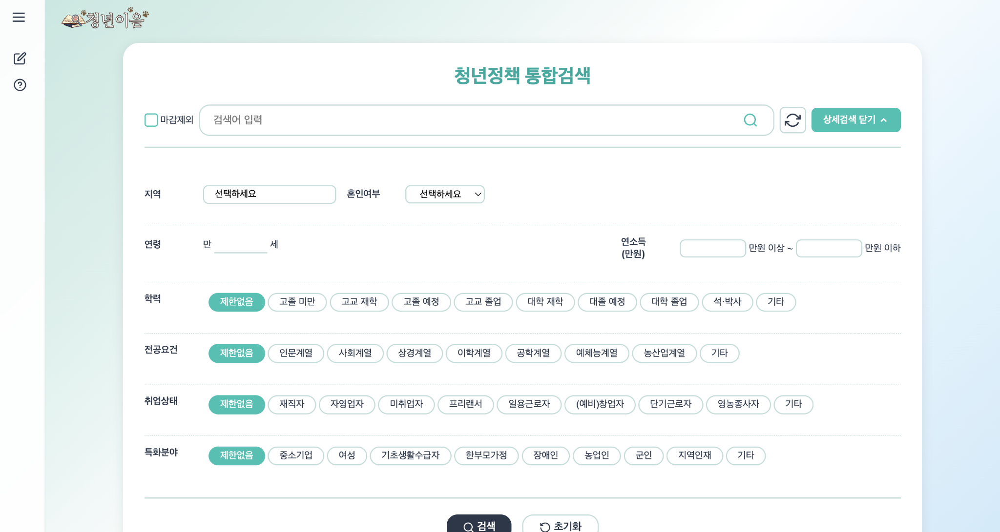 청년이음
청년정책 통합검색
마감제외 검색어 입력 상세검색 닫기
지역 선택하세요 혼인여부 선택하세요
연령 만 세 연소득 (만원) 만원 이상 ~ 만원 이하
학력 제한없음 고졸 미만 고교 재학 고졸 예정 고교 졸업 대학 재학 대졸 예정 대학 졸업 석·박사 기타
전공요건 제한없음 인문계열 사회계열 상경계열 이학계열 공학계열 예체능계열 농산업계열 기타
취업상태 제한없음 재직자 자영업자 미취업자 프리랜서 일용근로자 (예비)창업자 단기근로자 영농종사자 기타
특화분야 제한없음 중소기업 여성 기초생활수급자 한부모가정 장애인 농업인 군인 지역인재 기타
검색 초기화